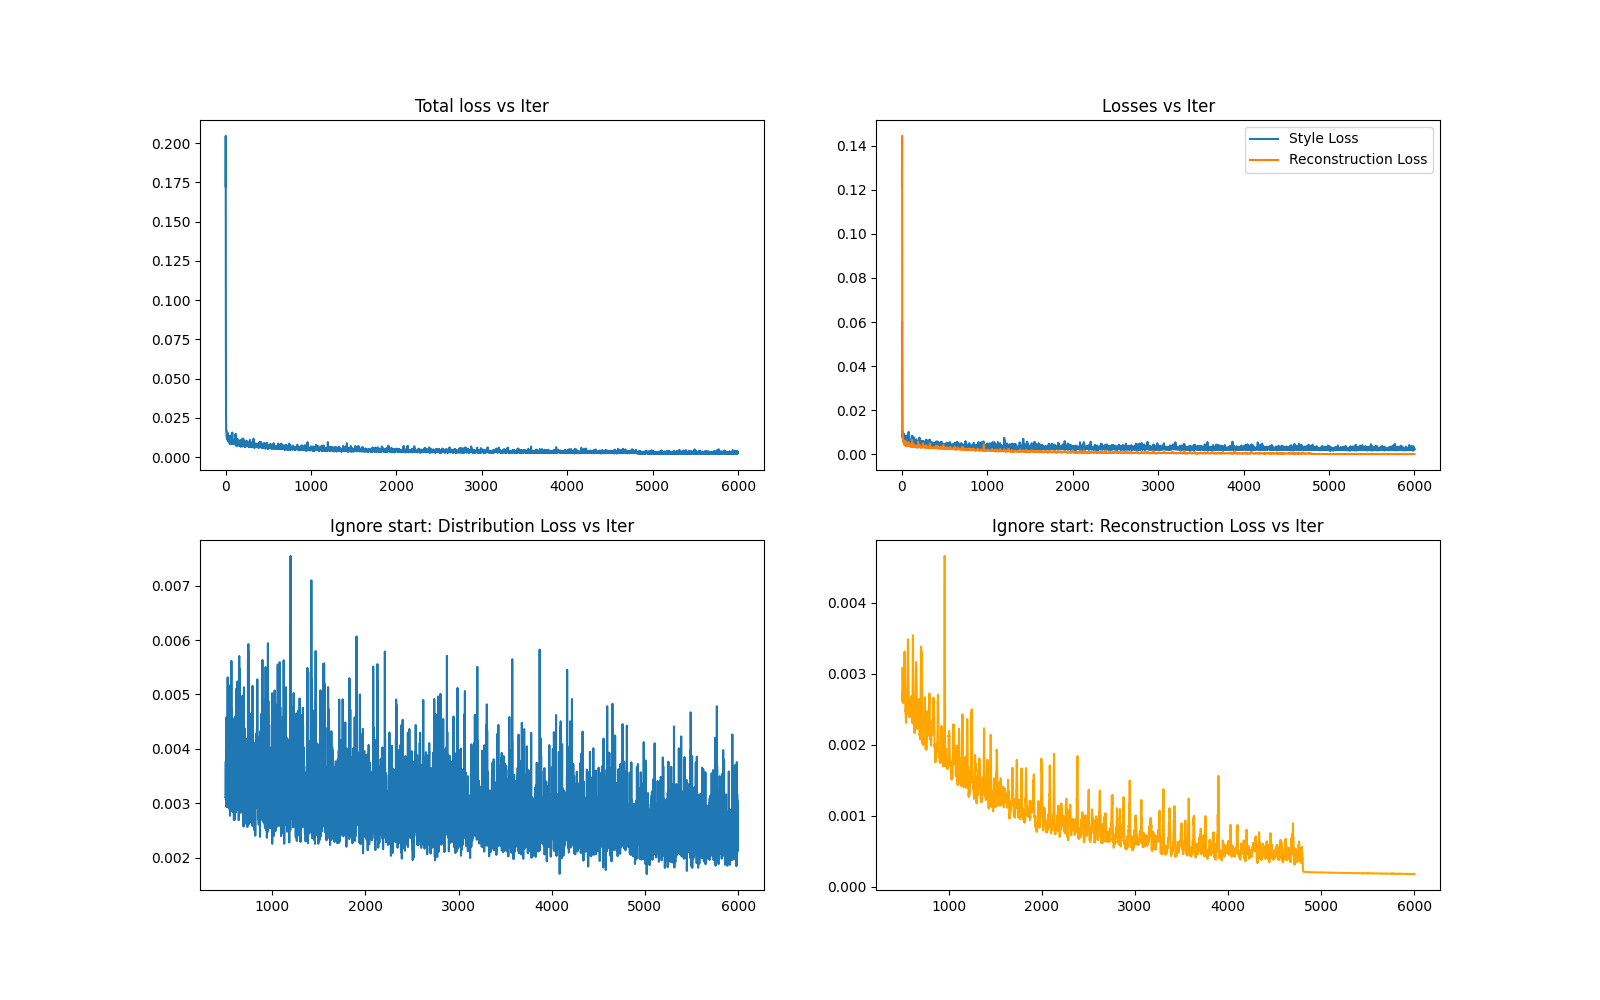 Total loss vs Iter
0.200
0.175
0.150
0.125
0.100
0.075
0.050
0.025
0.000
0 1000 2000 3000 4000 5000 6000
Losses vs Iter
Style Loss
Reconstruction Loss
0.14
0.12
0.10
0.08
0.06
0.04
0.02
0.00
0 1000 2000 3000 4000 5000 6000
Ignore start: Distribution Loss vs Iter
0.007
0.006
0.005
0.004
0.003
0.002
1000 2000 3000 4000 5000 6000
Ignore start: Reconstruction Loss vs Iter
0.004
0.003
0.002
0.001
0.000
1000 2000 3000 4000 5000 6000